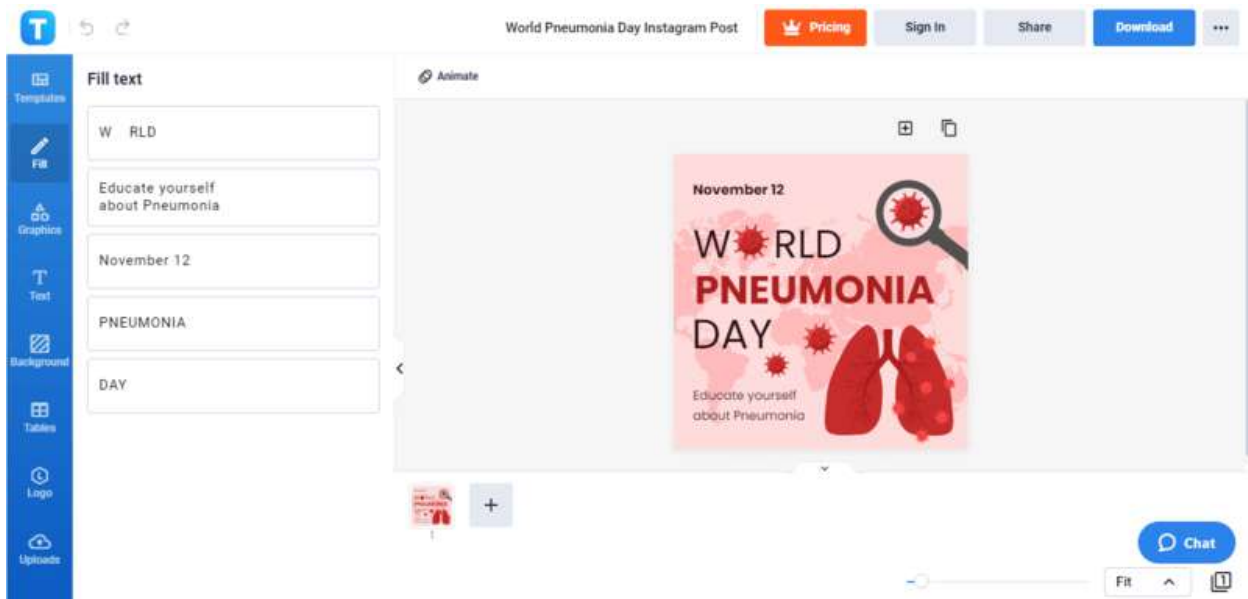 T
World Pneumonia Day Instagram Post
Pricing
Sign In
Share
Download
Templates
Fill
Graphics
Text
Background
Tables
Logo
Uploads
Fill text
W RLD
Educate yourself
about Pneumonia
November 12
PNEUMONIA
DAY
Animate
November 12
W RLD
PNEUMONIA
DAY
Educate yourself
about Pneumonia
1
Chat
Fit
1